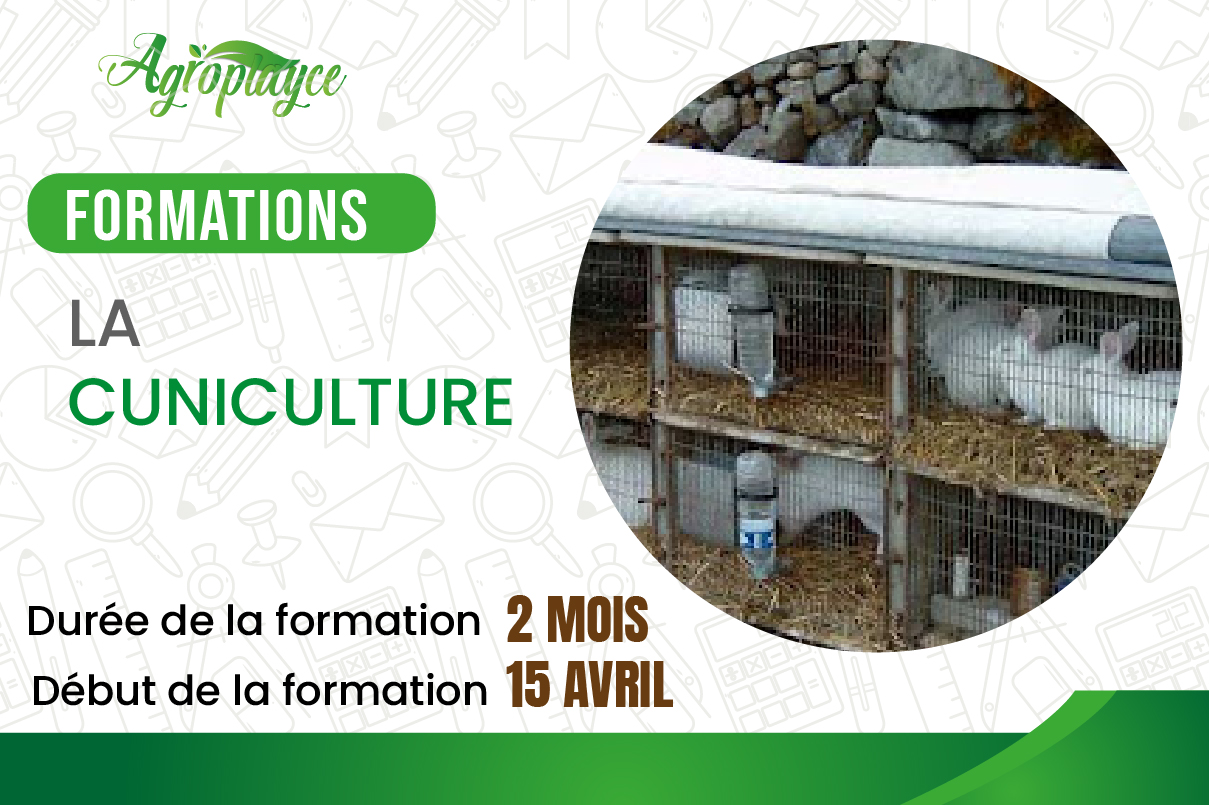 Agroplayce
FORMATIONS
LA
CUNICULTURE
Durée de la formation 2 MOIS
Début de la formation 15 AVRIL